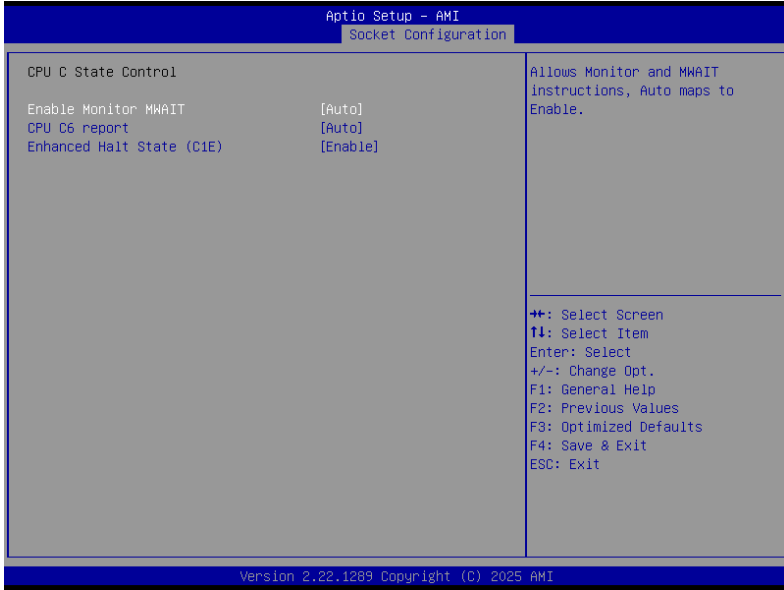 Aptio Setup – AMI
Socket Configuration
CPU C State Control
Enable Monitor MWAIT [Auto]
CPU C6 report [Auto]
Enhanced Halt State (C1E) [Enable]
Allows Monitor and MWAIT
instructions, Auto maps to
Enable.
→←: Select Screen
↑↓: Select Item
Enter: Select
+/-: Change Opt.
F1: General Help
F2: Previous Values
F3: Optimized Defaults
F4: Save & Exit
ESC: Exit
Version 2.22.1289 Copyright (C) 2025 AMI